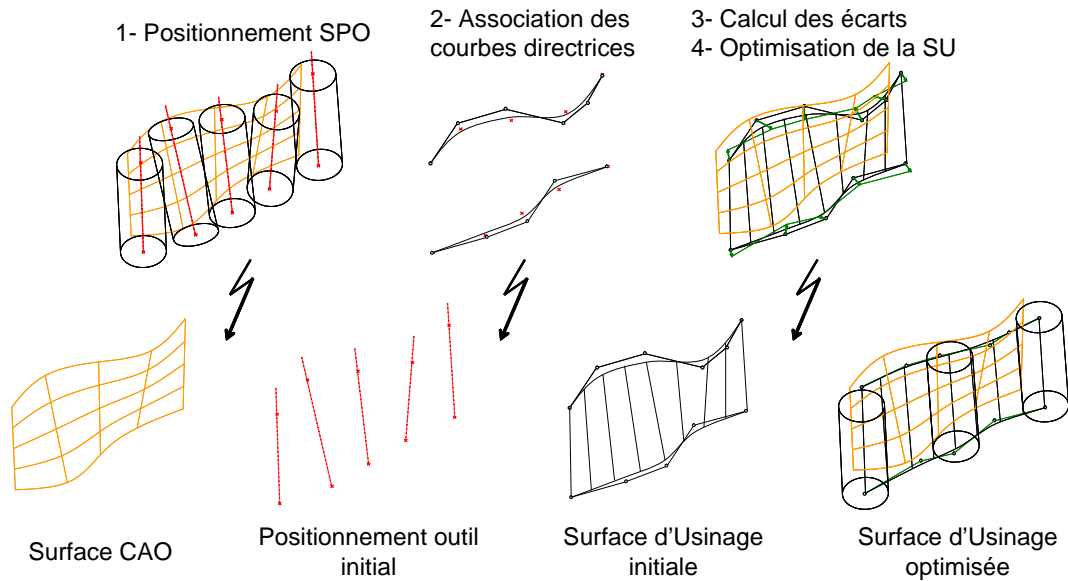 1- Positionnement SPO
2- Association des
courbes directrices
3- Calcul des écarts
4- Optimisation de la SU
Surface CAO
Positionnement outil
initial
Surface d'Usinage
initiale
Surface d'Usinage
optimisée